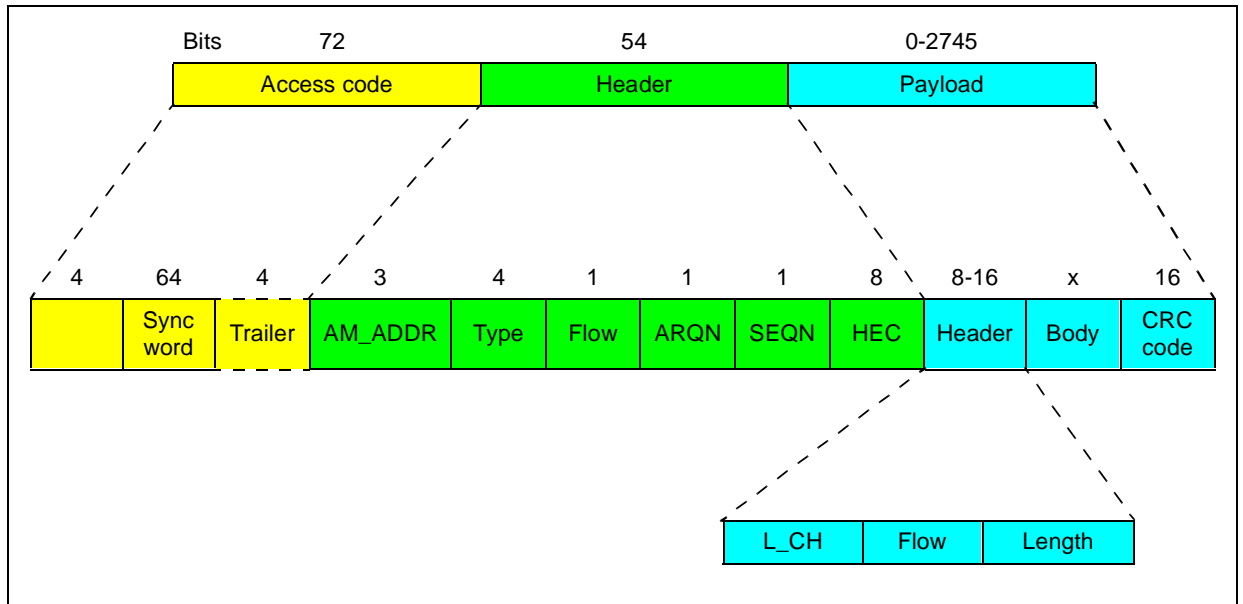 Bits 72 54 0-2745
Access code Header Payload
4 64 4 3 4 1 1 1 8 8-16 x 16
Sync word Trailer AM_ADDR Type Flow ARQN SEQN HEC Header Body CRC code
L_CH Flow Length